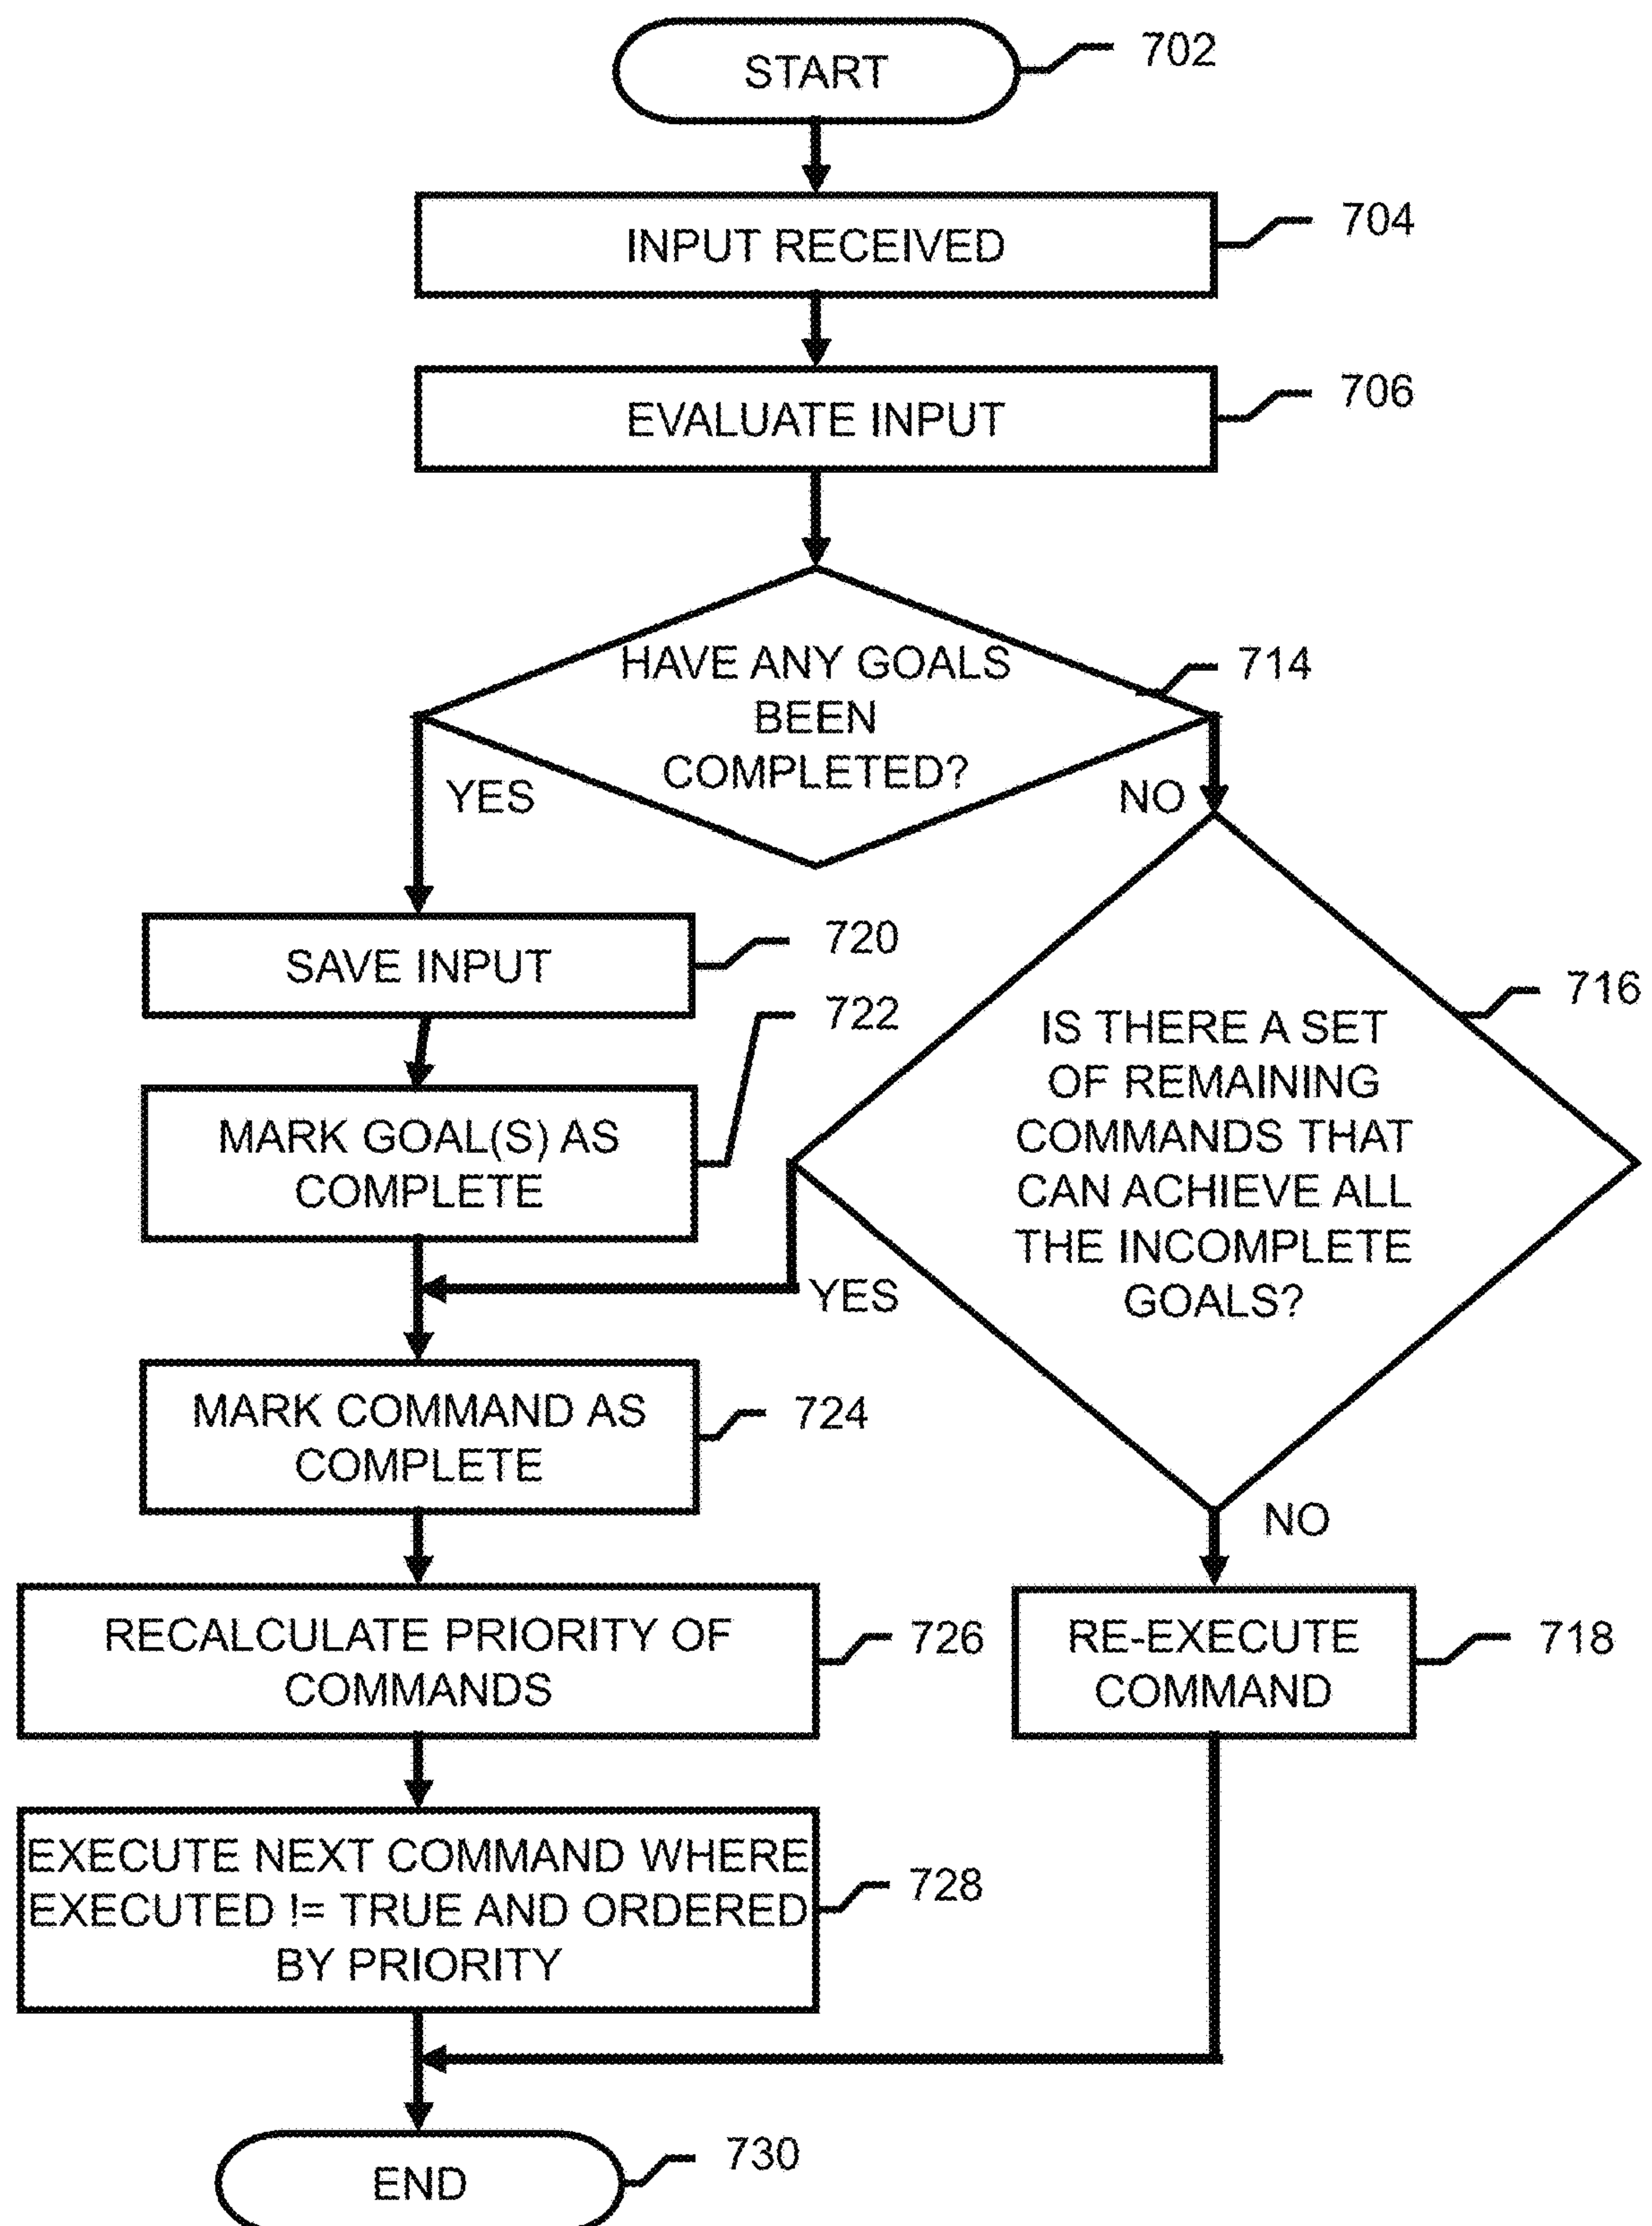 START
702
INPUT RECEIVED
704
EVALUATE INPUT
706
HAVE ANY GOALS
BEEN
COMPLETED?
714
YES
NO
SAVE INPUT
720
722
MARK GOAL(S) AS
COMPLETE
IS THERE A SET
OF REMAINING
COMMANDS THAT
CAN ACHIEVE ALL
THE INCOMPLETE
GOALS?
716
YES
NO
MARK COMMAND AS
COMPLETE
724
RECALCULATE PRIORITY OF
COMMANDS
726
RE-EXECUTE
COMMAND
718
EXECUTE NEXT COMMAND WHERE
EXECUTED != TRUE AND ORDERED
BY PRIORITY
728
END
730